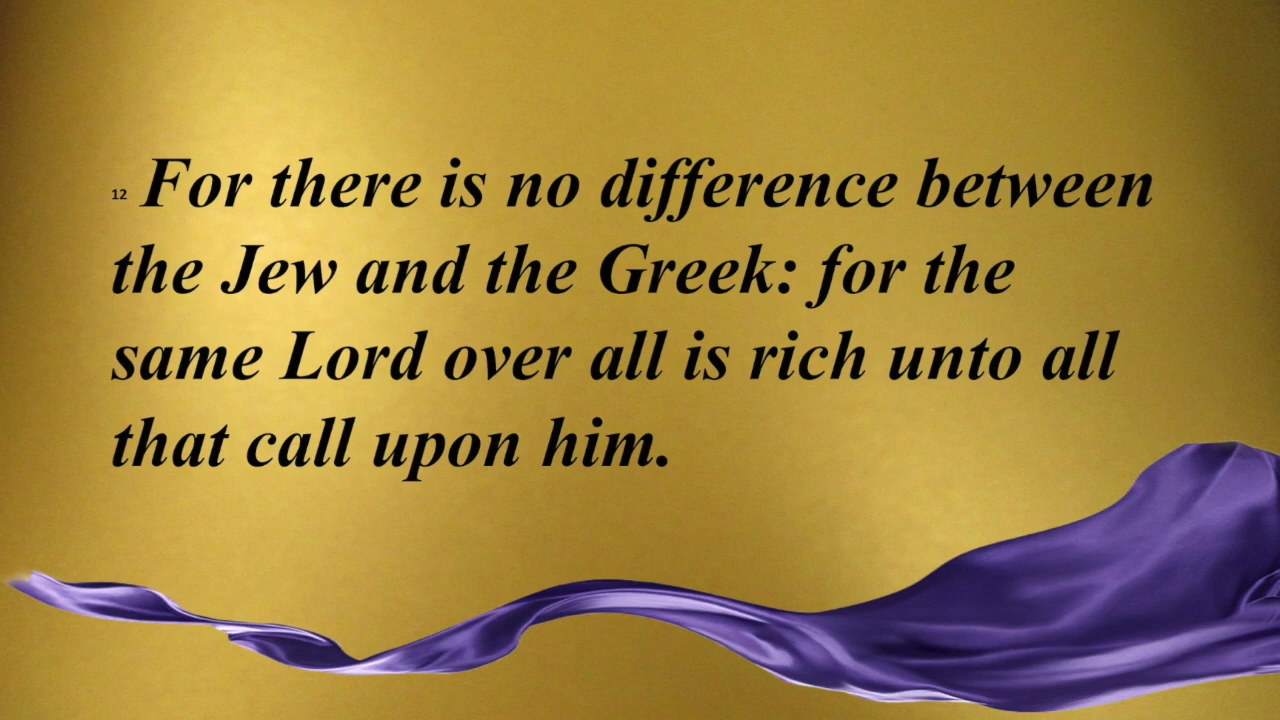 12 For there is no difference between
the Jew and the Greek: for the
same Lord over all is rich unto all
that call upon him.